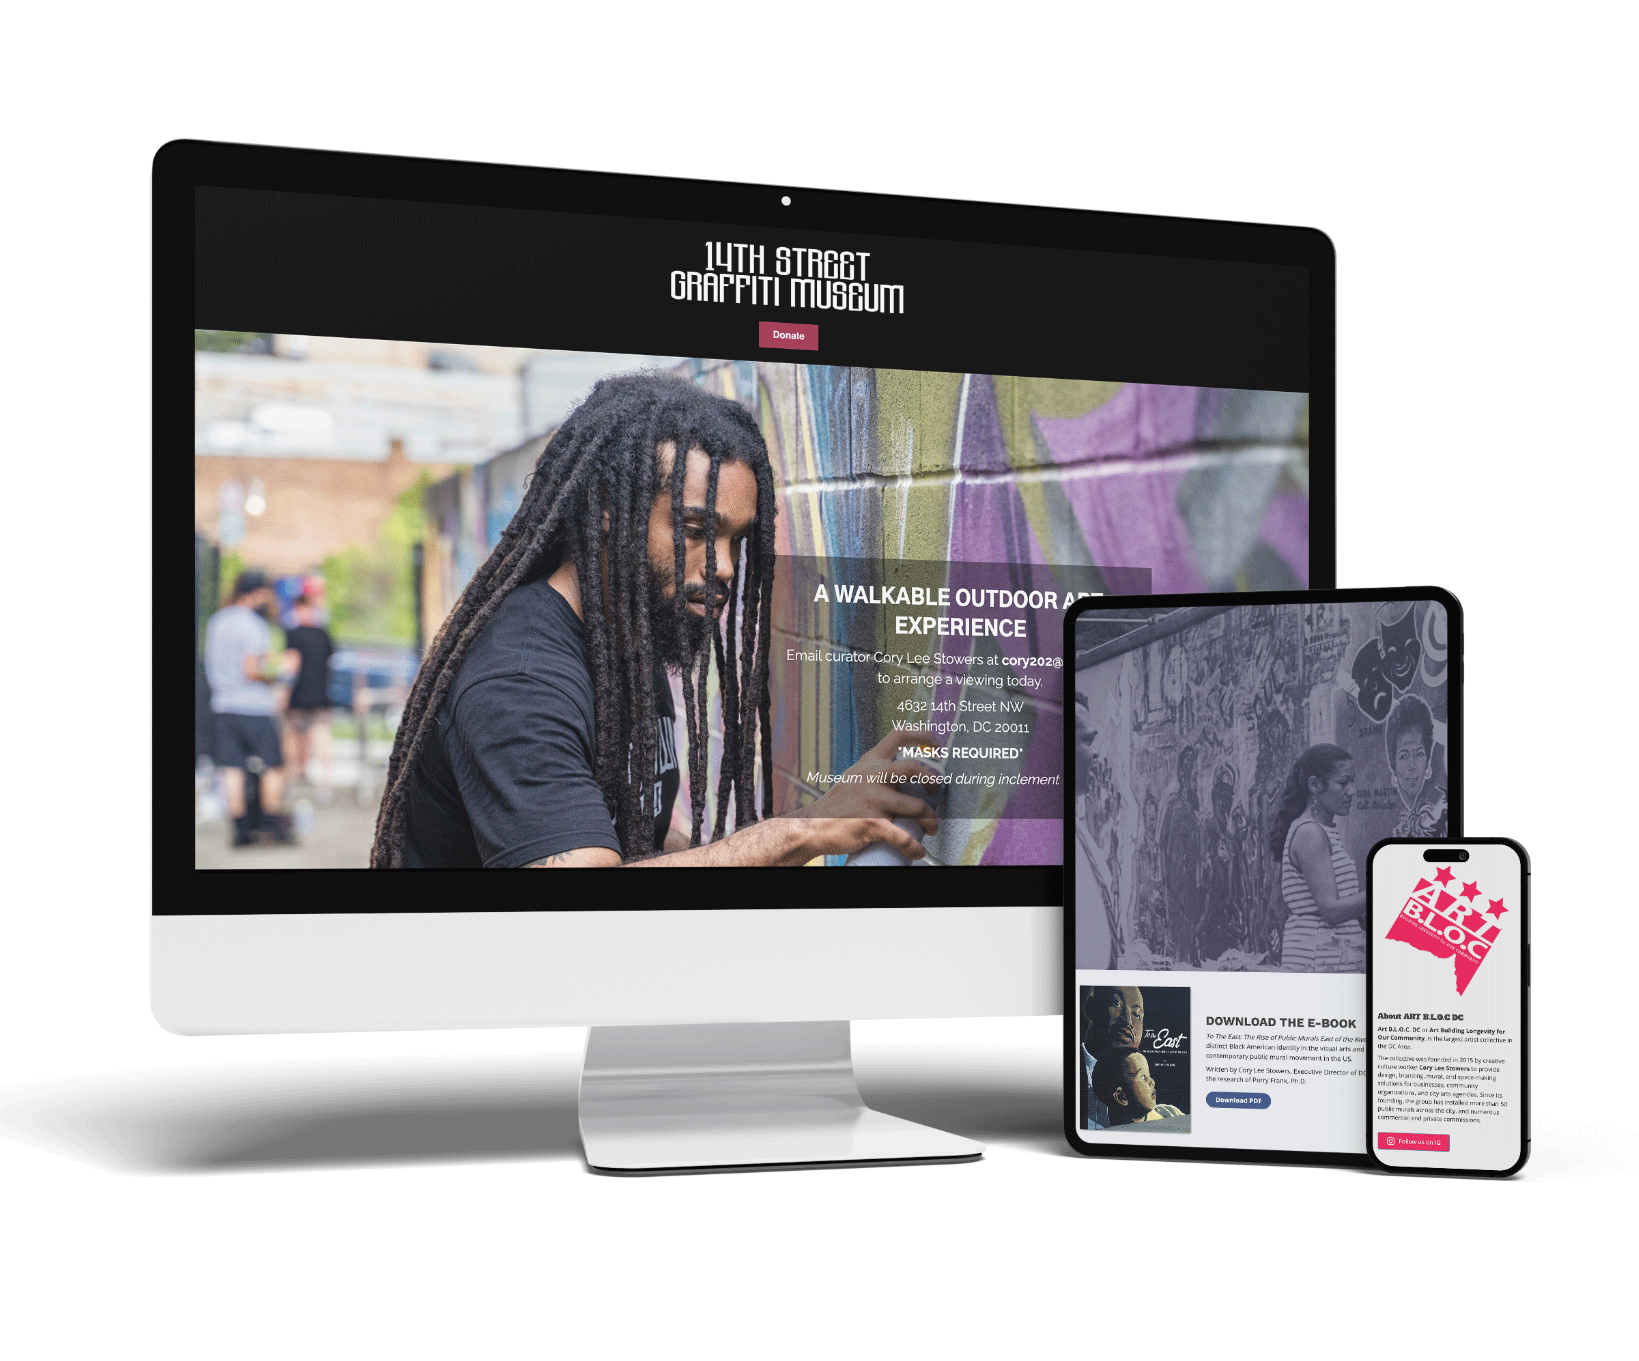 14TH STREET
GRAFFITI MUSEUM
Donate
A WALKABLE OUTDOOR ART
EXPERIENCE
Email curator Cory Lee Stowers at cory202@
to arrange a viewing today.
4632 14th Street NW
Washington, DC 20011
*MASKS REQUIRED*
Museum will be closed during inclement
To the East
DOWNLOAD THE E-BOOK
To The East: The Rise of Public Murals East of the
distinct Black American identity in the visual arts and
contemporary public mural movement in the US.
Written by Cory Lee Stowers, Executive Director of
the research of Perry Frank, Ph.D.
Download PDF
ART
B.L.O.C
BUILDING LONGEVITY for OUR COMMUNITY
About ART B.L.O.C DC
Art B.L.O.C. DC or Art Building Longevity for
Our Community, is the largest artist collective in
the DC Area.
The collective was founded in 2015 by creative
culture worker Cory Lee Stowers to provide
design, branding, mural, and space-making
solutions for businesses, community
organizations, and city arts agencies. Since its
founding, the group has installed more than 50
public murals across the city, and numerous
commercial and private commissions.
Follow us on IG